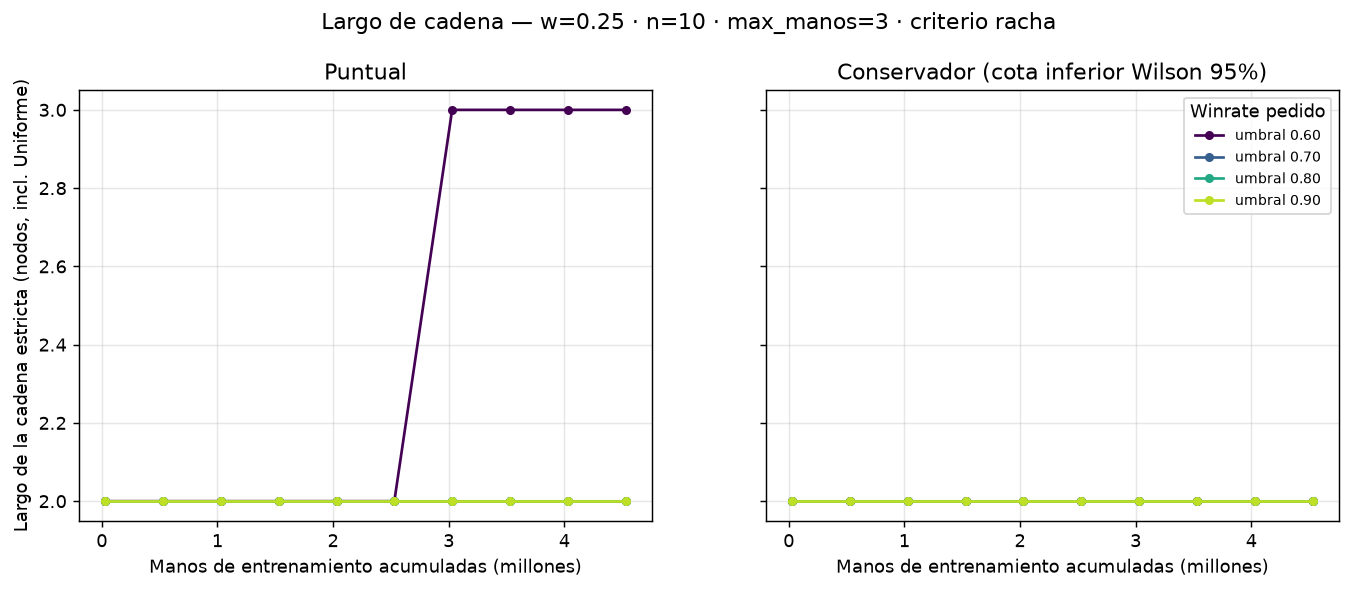 Largo de cadena — w=0.25 · n=10 · max_manos=3 · criterio racha
Puntual
Largo de la cadena estricta (nodos, incl. Uniforme)
3.0
2.8
2.6
2.4
2.2
2.0
0 1 2 3 4
Manos de entrenamiento acumuladas (millones)
Conservador (cota inferior Wilson 95%)
Winrate pedido
umbral 0.60
umbral 0.70
umbral 0.80
umbral 0.90
0 1 2 3 4
Manos de entrenamiento acumuladas (millones)